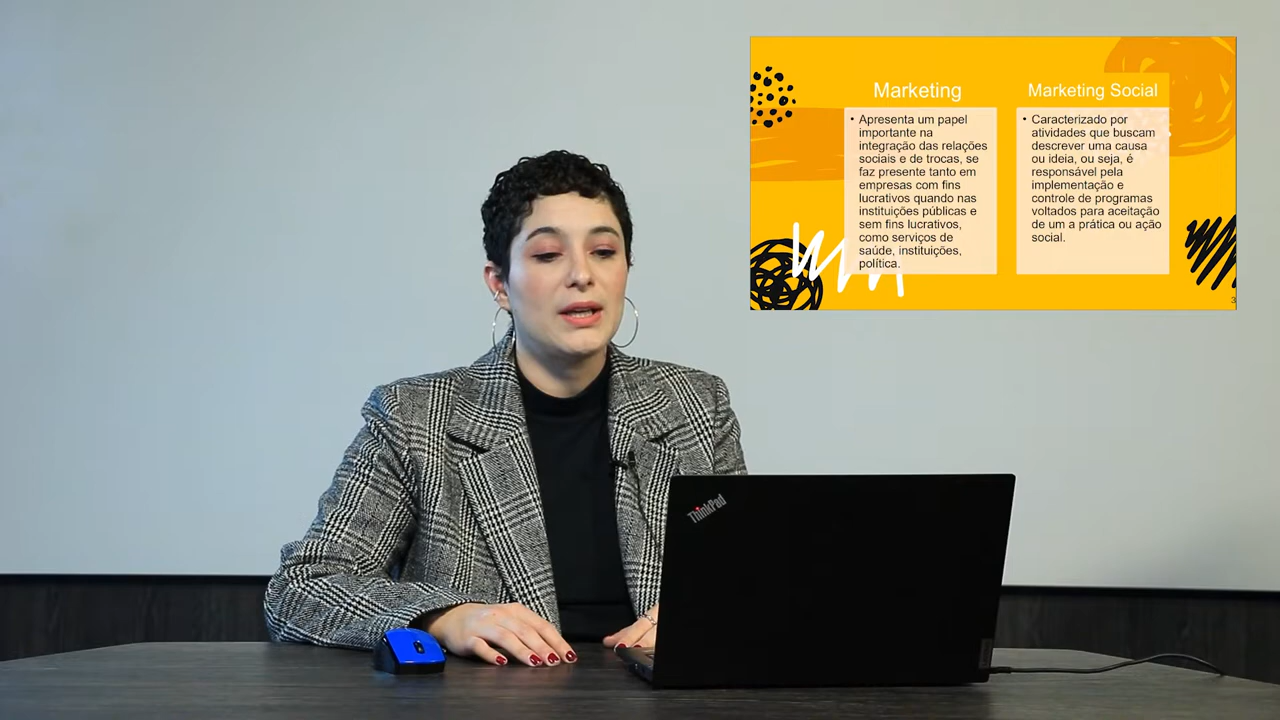 Marketing
• Apresenta um papel
importante na
integração das relações
sociais e de trocas, se
faz presente tanto em
empresas com fins
lucrativos quando nas
instituições públicas e
sem fins lucrativos,
como serviços de
saúde, instituições,
política.
Marketing Social
• Caracterizado por
atividades que buscam
descrever uma causa
ou ideia, ou seja, é
responsável pela
implementação e
controle de programas
voltados para aceitação
de um a prática ou ação
social.
3
ThinkPad